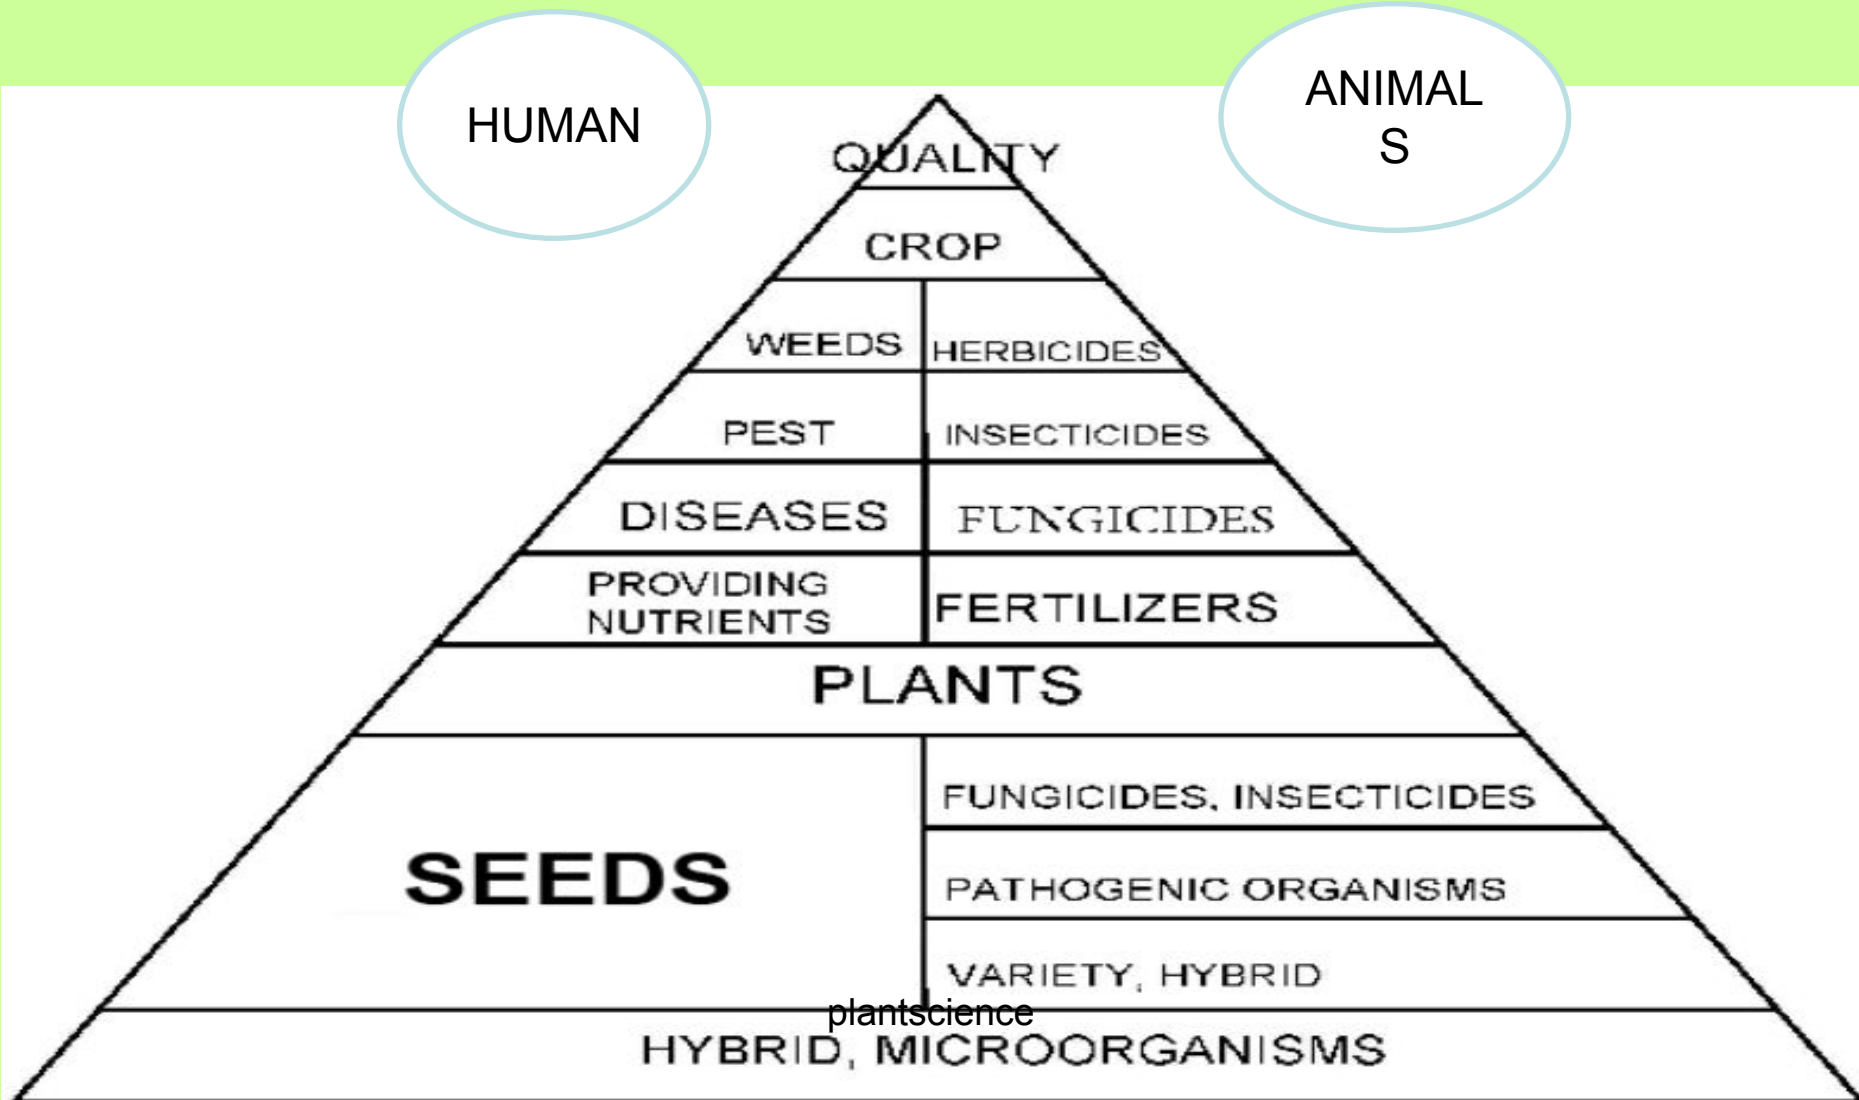 HUMAN
ANIMAL
S
QUALITY
CROP
WEEDS
HERBICIDES
PEST
INSECTICIDES
DISEASES
FUNGICIDES
PROVIDING
NUTRIENTS
FERTILIZERS
PLANTS
SEEDS
FUNGICIDES, INSECTICIDES
PATHOGENIC ORGANISMS
VARIETY, HYBRID
plantscience
HYBRID, MICROORGANISMS